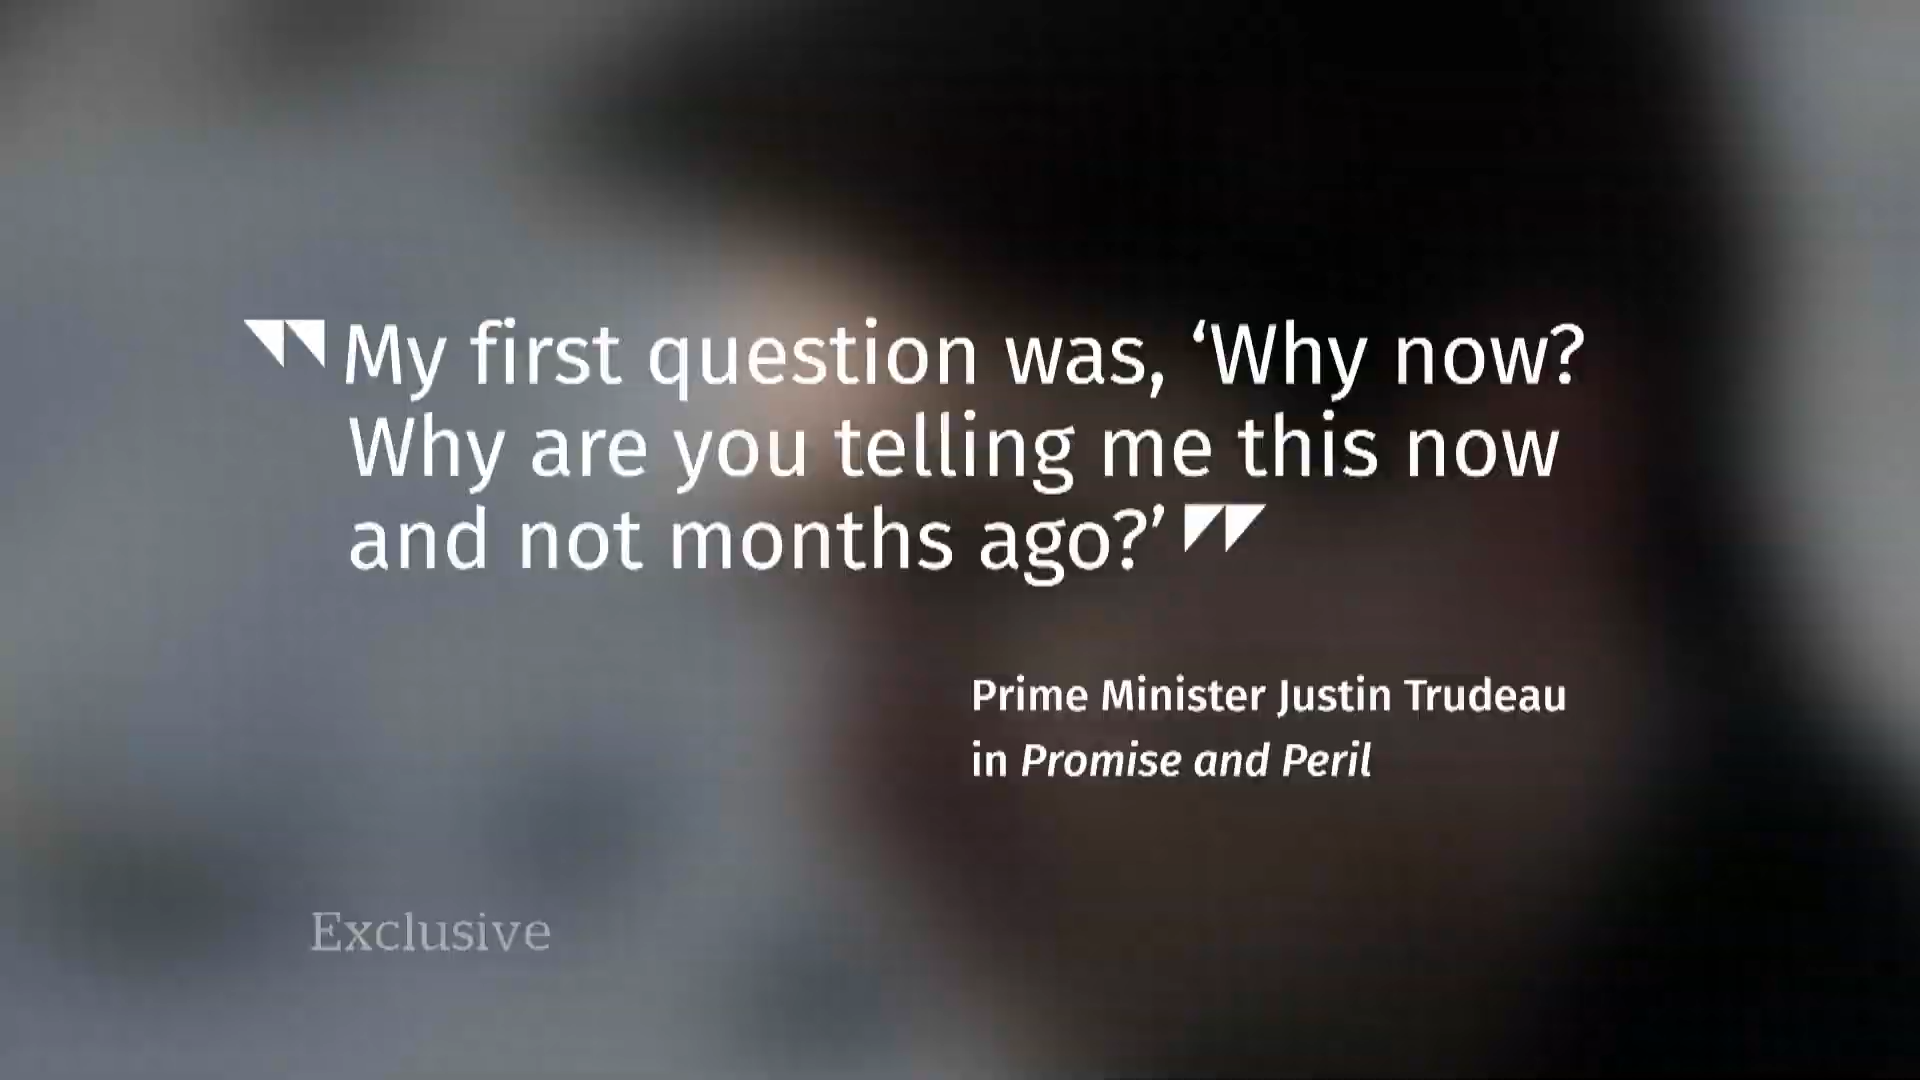 "My first question was, ‘Why now?
Why are you telling me this now
and not months ago?’"
Prime Minister Justin Trudeau
in Promise and Peril
Exclusive